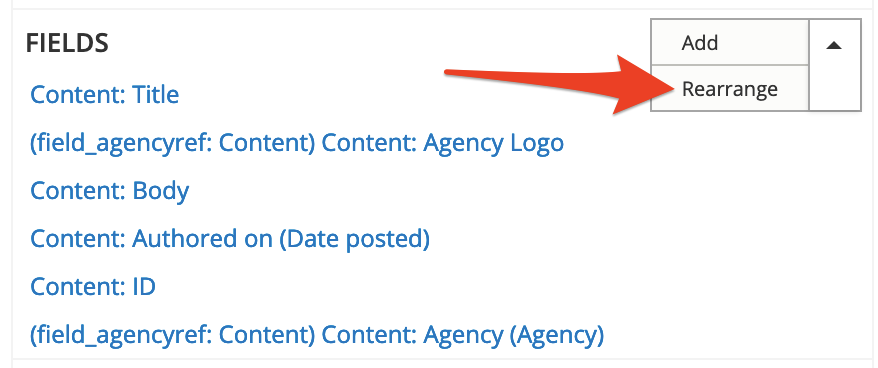 FIELDS
Add
Rearrange
Content: Title
(field_agencyref: Content) Content: Agency Logo
Content: Body
Content: Authored on (Date posted)
Content: ID
(field_agencyref: Content) Content: Agency (Agency)